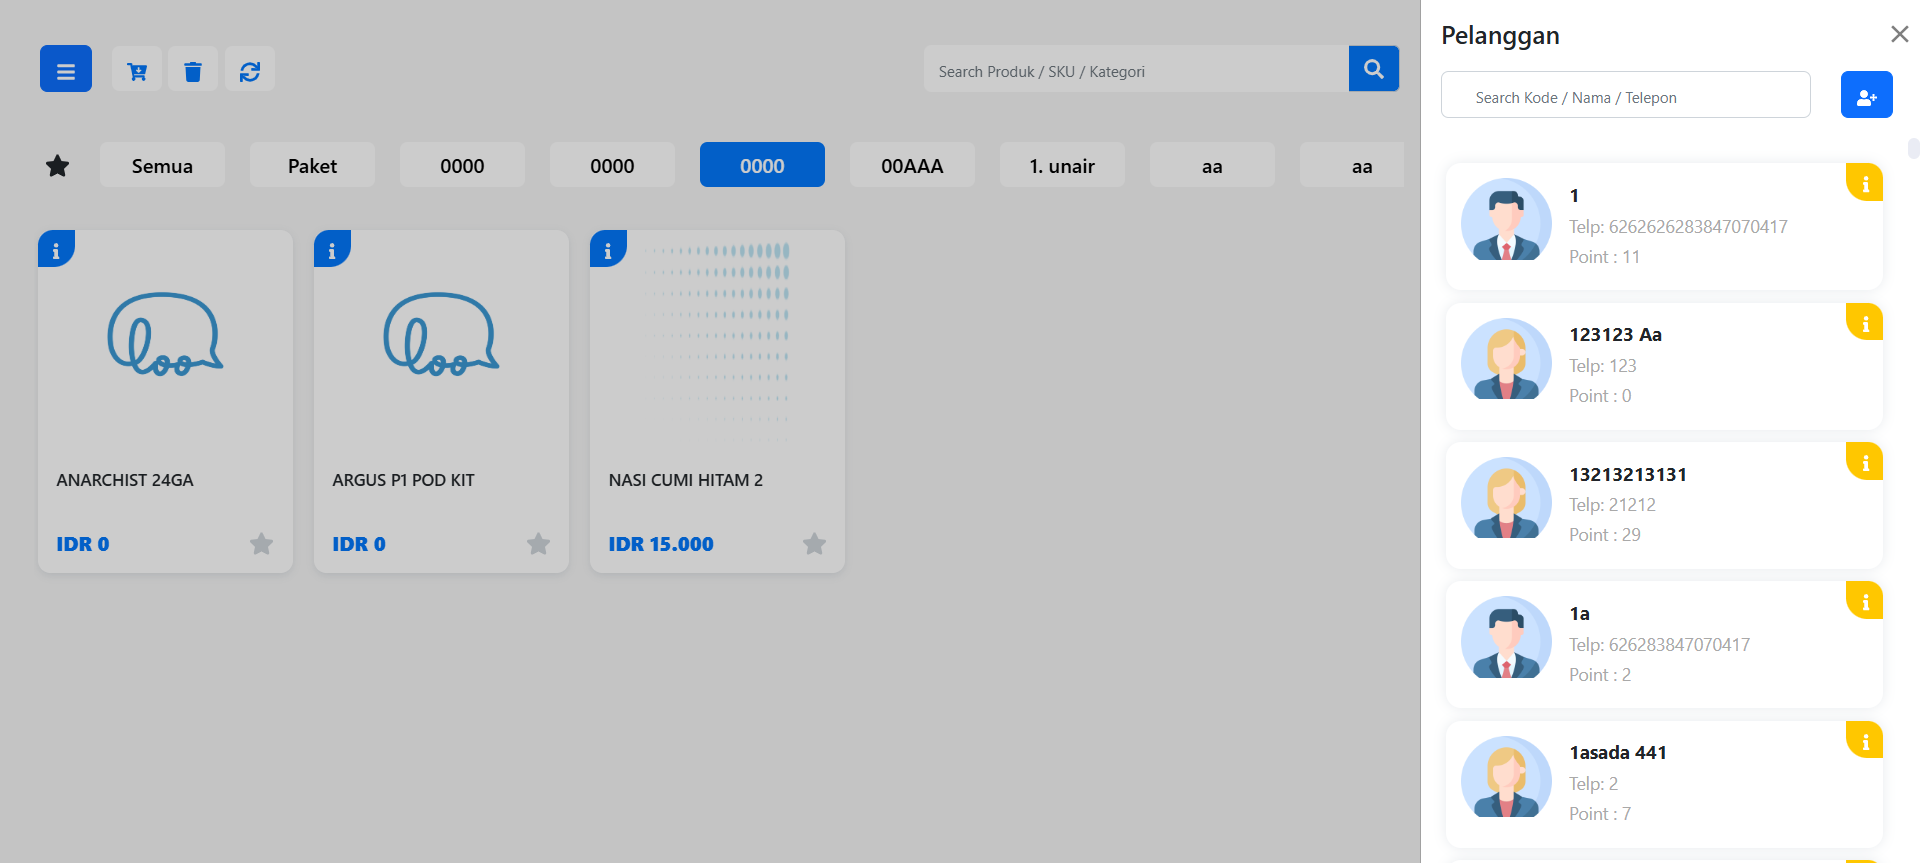 Search Produk / SKU / Kategori
Semua
Paket
0000
0000
0000
00AAA
1. unair
aa
aa
ANARCHIST 24GA
IDR 0
ARGUS P1 POD KIT
IDR 0
NASI CUMI HITAM 2
IDR 15.000
Pelanggan
Search Kode / Nama / Telepon
1
Telp: 6262626283847070417
Point : 11
123123 Aa
Telp: 123
Point : 0
13213213131
Telp: 21212
Point : 29
1a
Telp: 626283847070417
Point : 2
1asada 441
Telp: 2
Point : 7